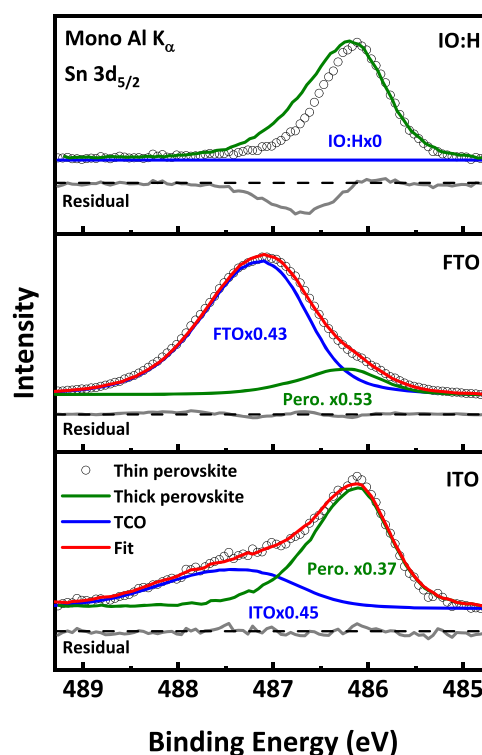 Mono Al Kα
IO:H
Sn 3d5/2
IO:Hx0
Residual
FTO
FTOx0.43
Pero. x0.53
Residual
Thin perovskite
ITO
Thick perovskite
TCO
Fit
Pero. x0.37
ITOx0.45
Residual
Intensity
489 488 487 486 485
Binding Energy (eV)